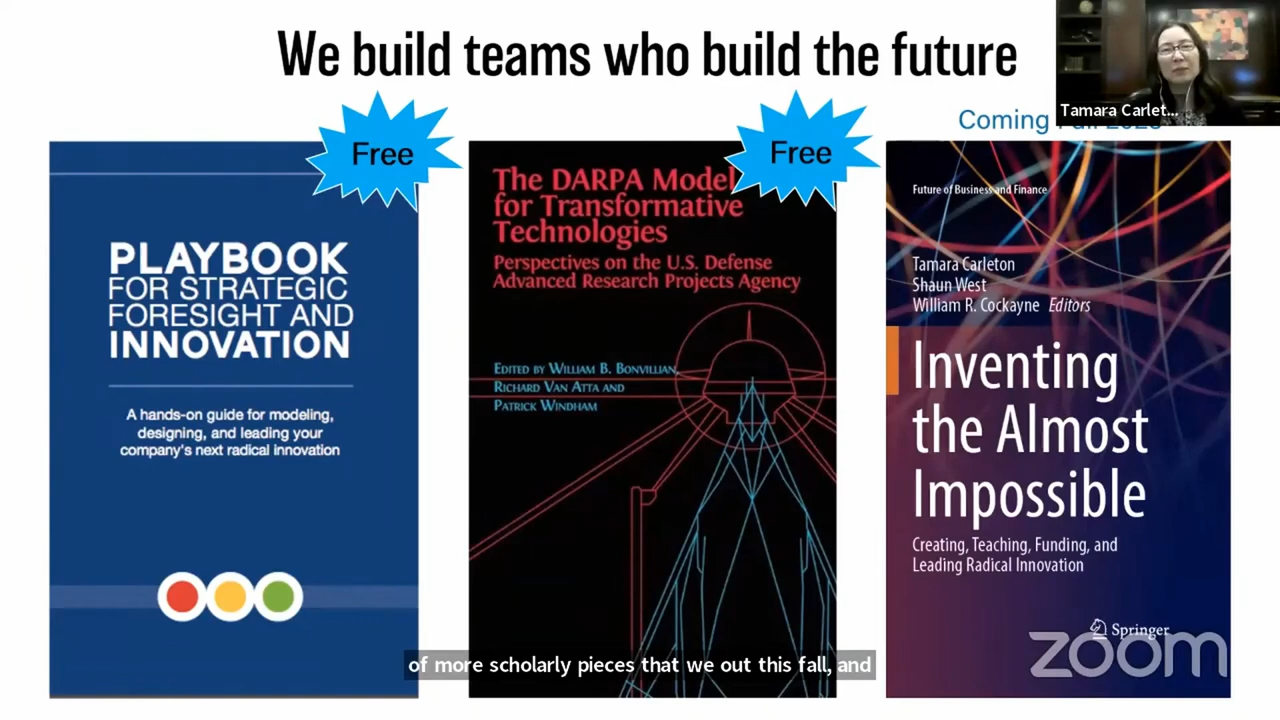 We build teams who build the future
Tamara Carlet...
Free
PLAYBOOK
FOR STRATEGIC
FORESIGHT AND
INNOVATION
A hands-on guide for modeling,
designing, and leading your
company's next radical innovation
Free
The DARPA Model
for Transformative
Technologies
Perspectives on the U.S. Defense
Advanced Research Projects Agency
EDITED BY WILLIAM B. BONVILLIAN,
RICHARD VAN ATTA AND
PATRICK WINDHAM
Coming
Future of Business and Finance
Tamara Carleton
Shaun West
William R. Cockayne Editors
Inventing
the Almost
Impossible
Creating, Teaching, Funding, and
Leading Radical Innovation
Springer
zoom
of more scholarly pieces that we out this fall, and